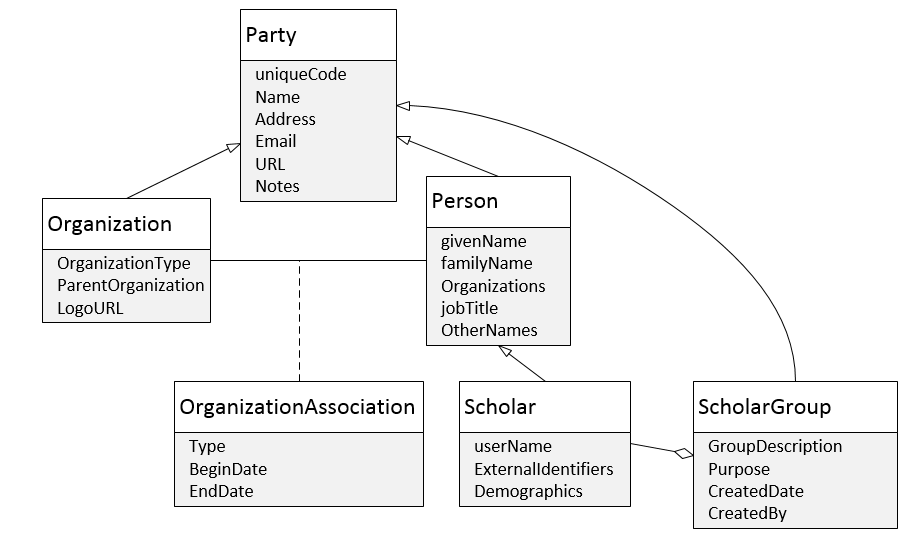 Party
uniqueCode
Name
Address
Email
URL
Notes
Organization
OrganizationType
ParentOrganization
LogoURL
Person
givenName
familyName
Organizations
jobTitle
OtherNames
OrganizationAssociation
Type
BeginDate
EndDate
Scholar
userName
ExternalIdentifiers
Demographics
ScholarGroup
GroupDescription
Purpose
CreatedDate
CreatedBy